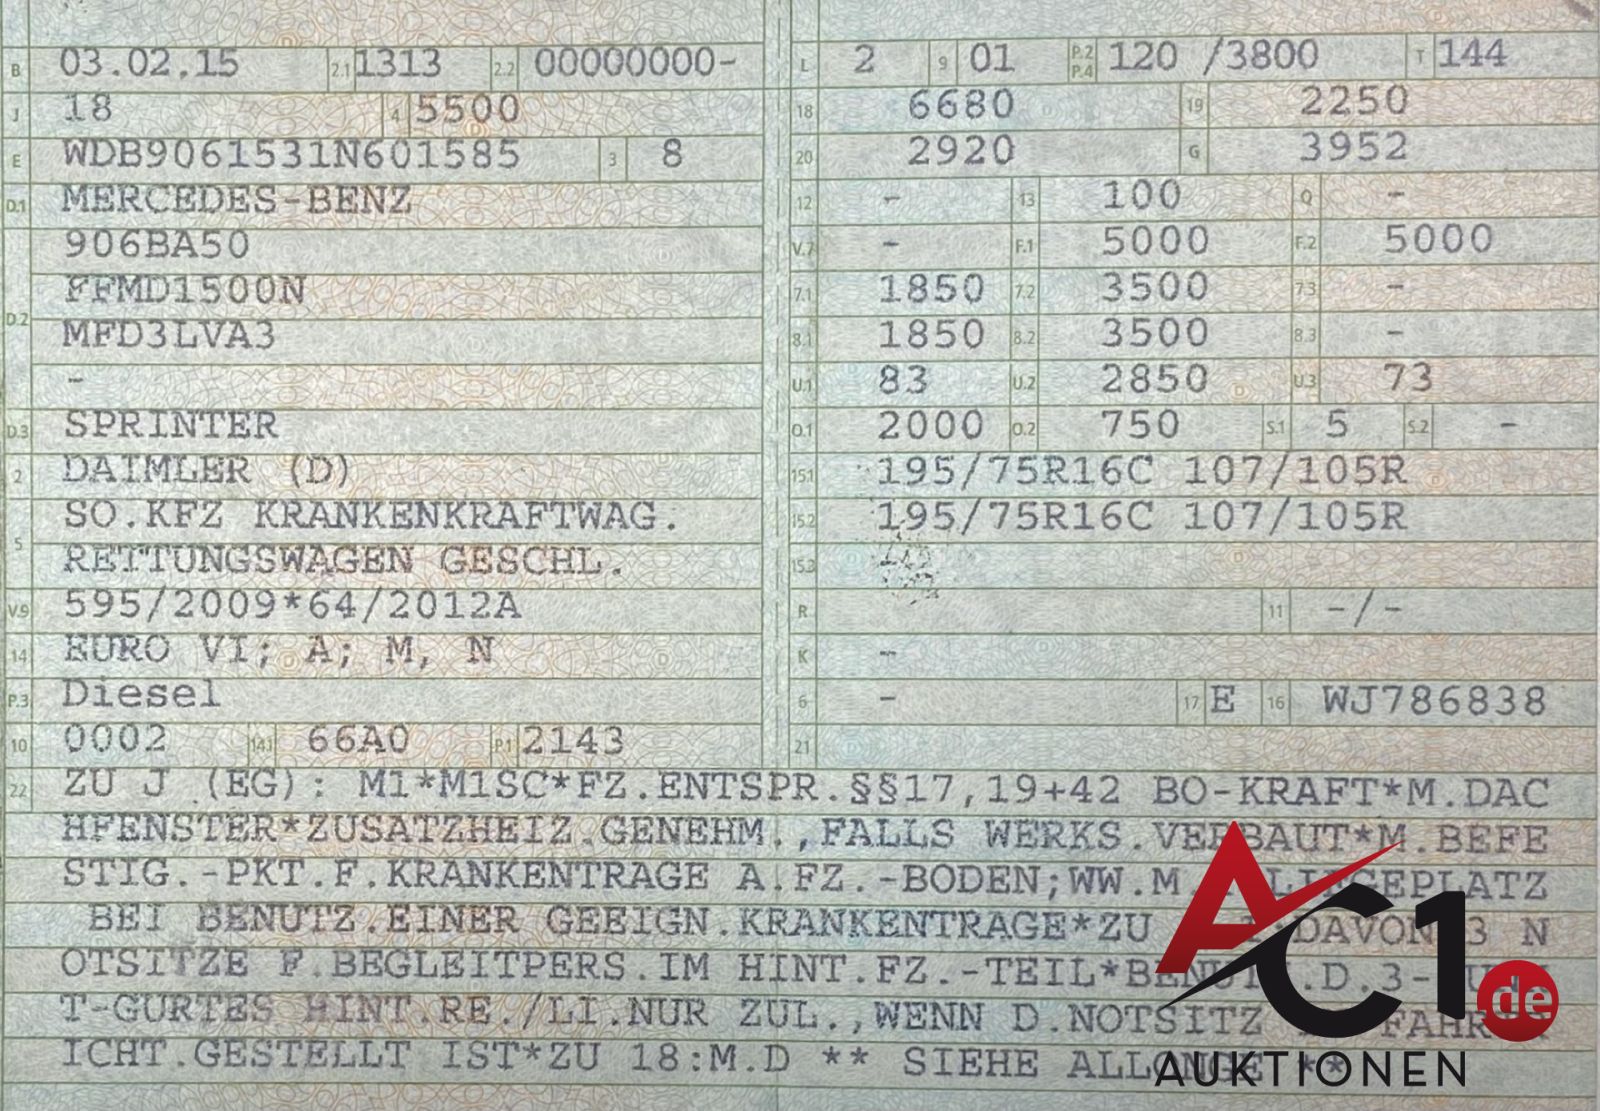 B 03.02.15 2.1 1313 2.2 00000000-
J 18 4 5500
E WDB9061531N601585 3 8
D.1 MERCEDES-BENZ
906BA50
FFMD1500N
D.2
MFD3LVA3
-
D.3 SPRINTER
2 DAIMLER (D)
SO.KFZ KRANKENKRAFTWAG.
5
RETTUNGSWAGEN GESCHL.
V.9 595/2009*64/2012A
14 EURO VI; A; M, N
P.3 Diesel
10 0002 14.1 66A0 P.1 2143
L 2 9 01 P.2 P.4 120 /3800 T 144
18 6680 19 2250
20 2920 G 3952
12 - 13 100 Q -
V.7 - F.1 5000 F.2 5000
7.1 1850 7.2 3500 7.3 -
8.1 1850 8.2 3500 8.3 -
U.1 83 U.2 2850 U.3 73
O.1 2000 O.2 750 S.1 5 S.2 -
15.1 195/75R16C 107/105R
15.2 195/75R16C 107/105R
15.3
R 11 -/-
K -
6 - 17 E 16 WJ786838
21
22 ZU J (EG): M1*M1SC*FZ.ENTSPR.§§17,19+42 BO-KRAFT*M.DAC
HFENSTER*ZUSATZHEIZ.GENEHM.,FALLS WERKS.VERBAUT*M.BEFE
STIG.-PKT.F.KRANKENTRAGE A.FZ.-BODEN;WW.M. LIEGEPLATZ
BEI BENUTZ.EINER GEEIGN.KRANKENTRAGE*ZU DAVON 3 N
OTSITZE F.BEGLEITPERS.IM HINT.FZ.-TEIL*BENUT .D.3-
T-GURTES HINT.RE./LI.NUR ZUL.,WENN D.NOTSITZ FAHR
ICHT.GESTELLT IST*ZU 18:M.D ** SIEHE ALLONGE **
AC1.de
AUKTIONEN